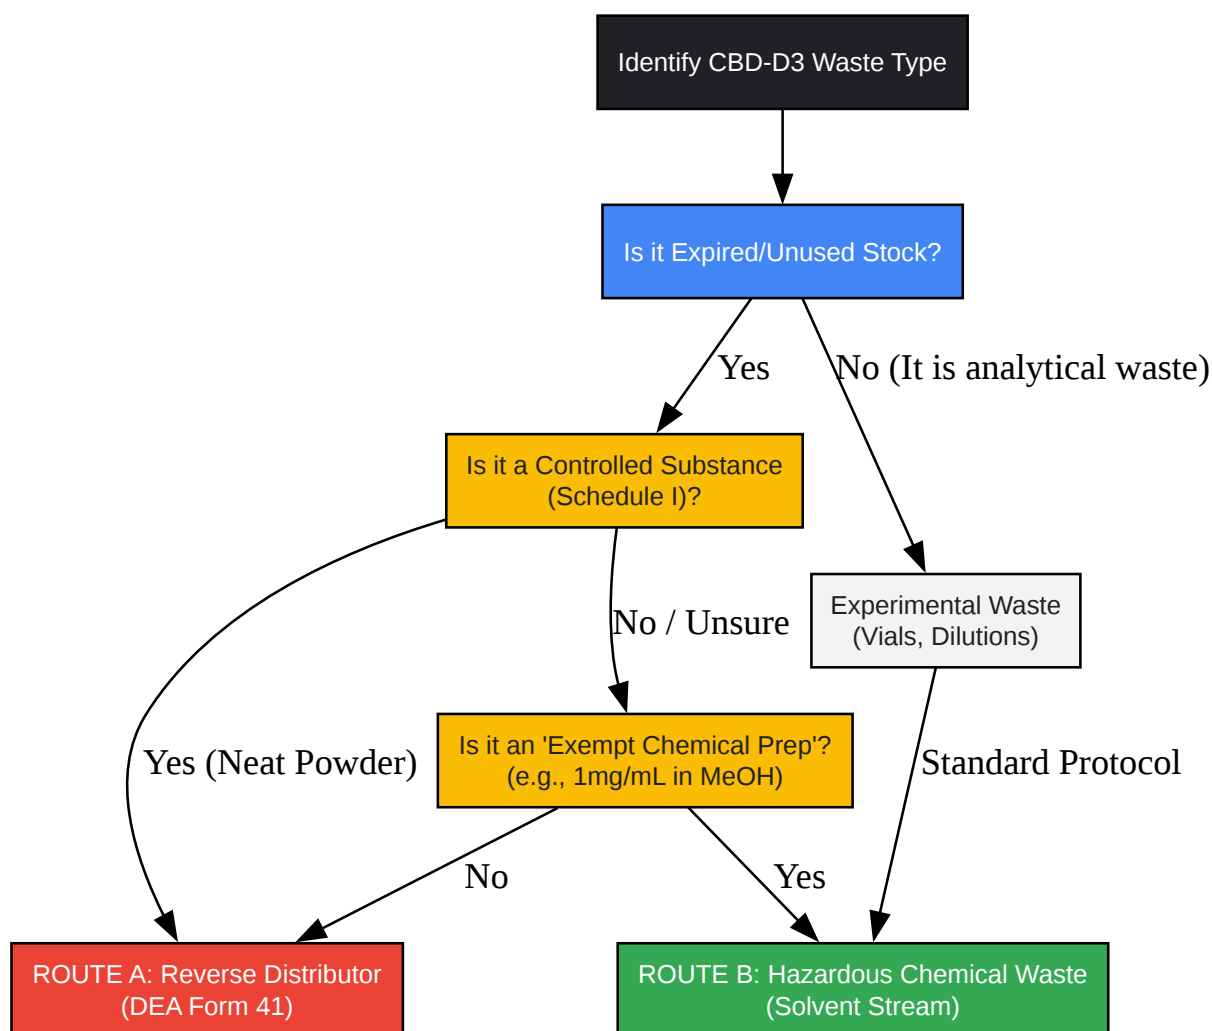 Identify CBD-D3 Waste Type
Is it Expired/Unused Stock?
Yes
No (It is analytical waste)
Is it a Controlled Substance
(Schedule I)?
Experimental Waste
(Vials, Dilutions)
No / Unsure
Is it an 'Exempt Chemical Prep'?
(e.g., 1mg/mL in MeOH)
Yes (Neat Powder)
Standard Protocol
No
Yes
ROUTE A: Reverse Distributor
(DEA Form 41)
ROUTE B: Hazardous Chemical Waste
(Solvent Stream)